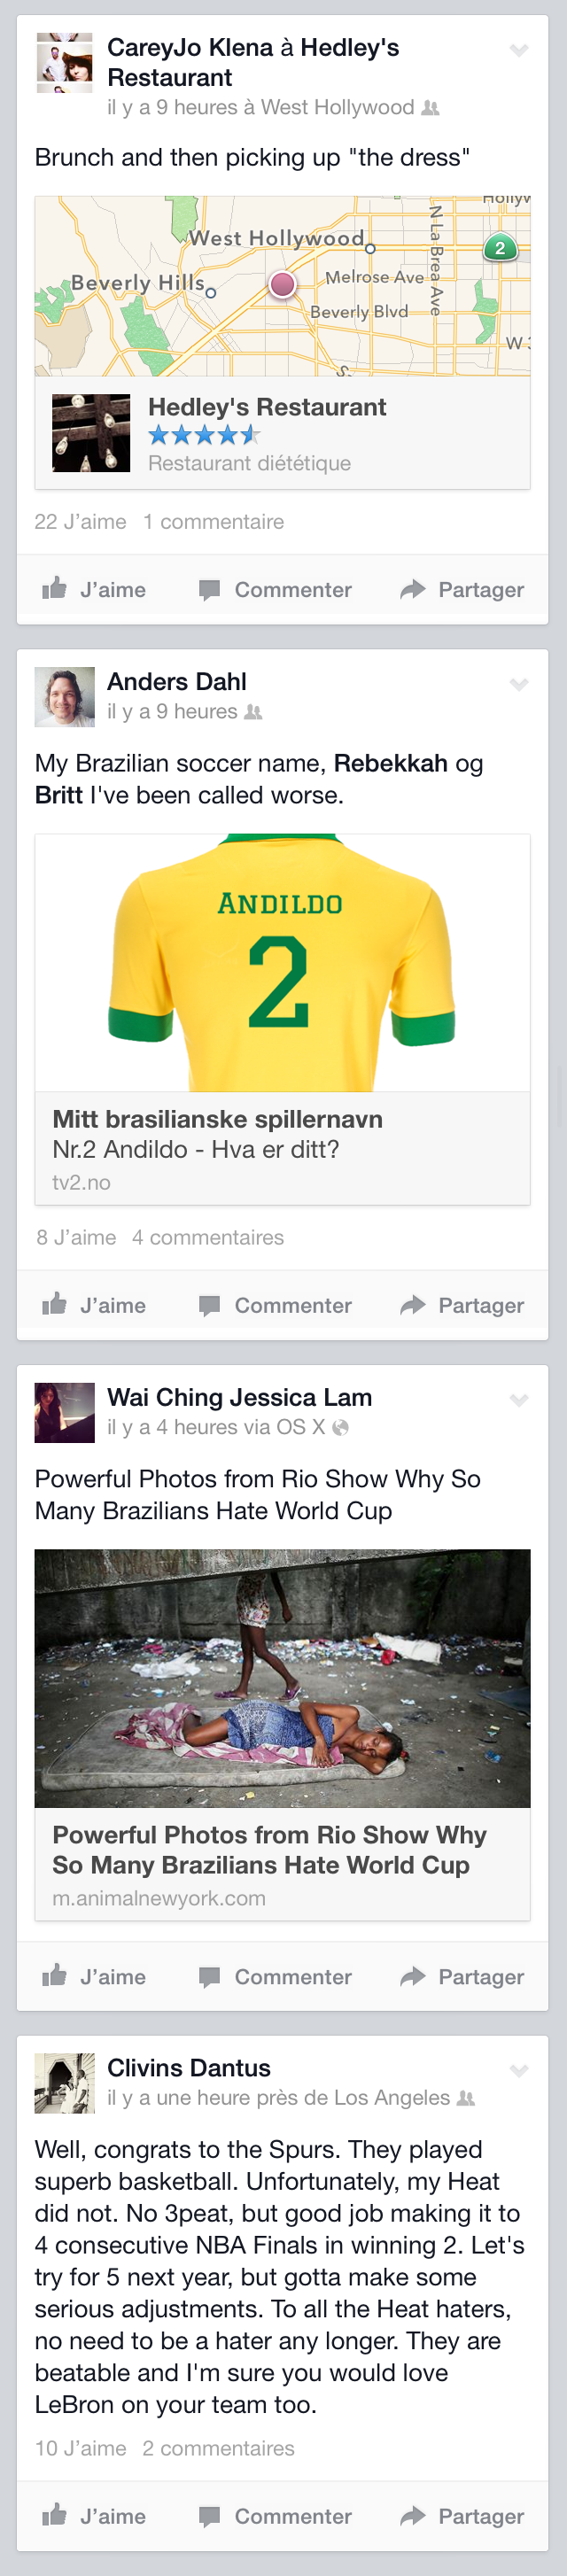 CareyJo Klena à Hedley's
Restaurant
il y a 9 heures à West Hollywood
Brunch and then picking up "the dress"
West Hollywood
Beverly Hills
Melrose Ave
Beverly Blvd
N La Brea Ave
2
Hedley's Restaurant
Restaurant diététique
22 J’aime 1 commentaire
J’aime Commenter Partager
Anders Dahl
il y a 9 heures
My Brazilian soccer name, Rebekkah og
Britt I've been called worse.
ANDILDO
2
Mitt brasilianske spillernavn
Nr.2 Andildo - Hva er ditt?
tv2.no
8 J’aime 4 commentaires
J’aime Commenter Partager
Wai Ching Jessica Lam
il y a 4 heures via OS X
Powerful Photos from Rio Show Why So
Many Brazilians Hate World Cup
Powerful Photos from Rio Show Why
So Many Brazilians Hate World Cup
m.animalnewyork.com
J’aime Commenter Partager
Clivins Dantus
il y a une heure près de Los Angeles
Well, congrats to the Spurs. They played
superb basketball. Unfortunately, my Heat
did not. No 3peat, but good job making it to
4 consecutive NBA Finals in winning 2. Let's
try for 5 next year, but gotta make some
serious adjustments. To all the Heat haters,
no need to be a hater any longer. They are
beatable and I'm sure you would love
LeBron on your team too.
10 J’aime 2 commentaires
J’aime Commenter Partager